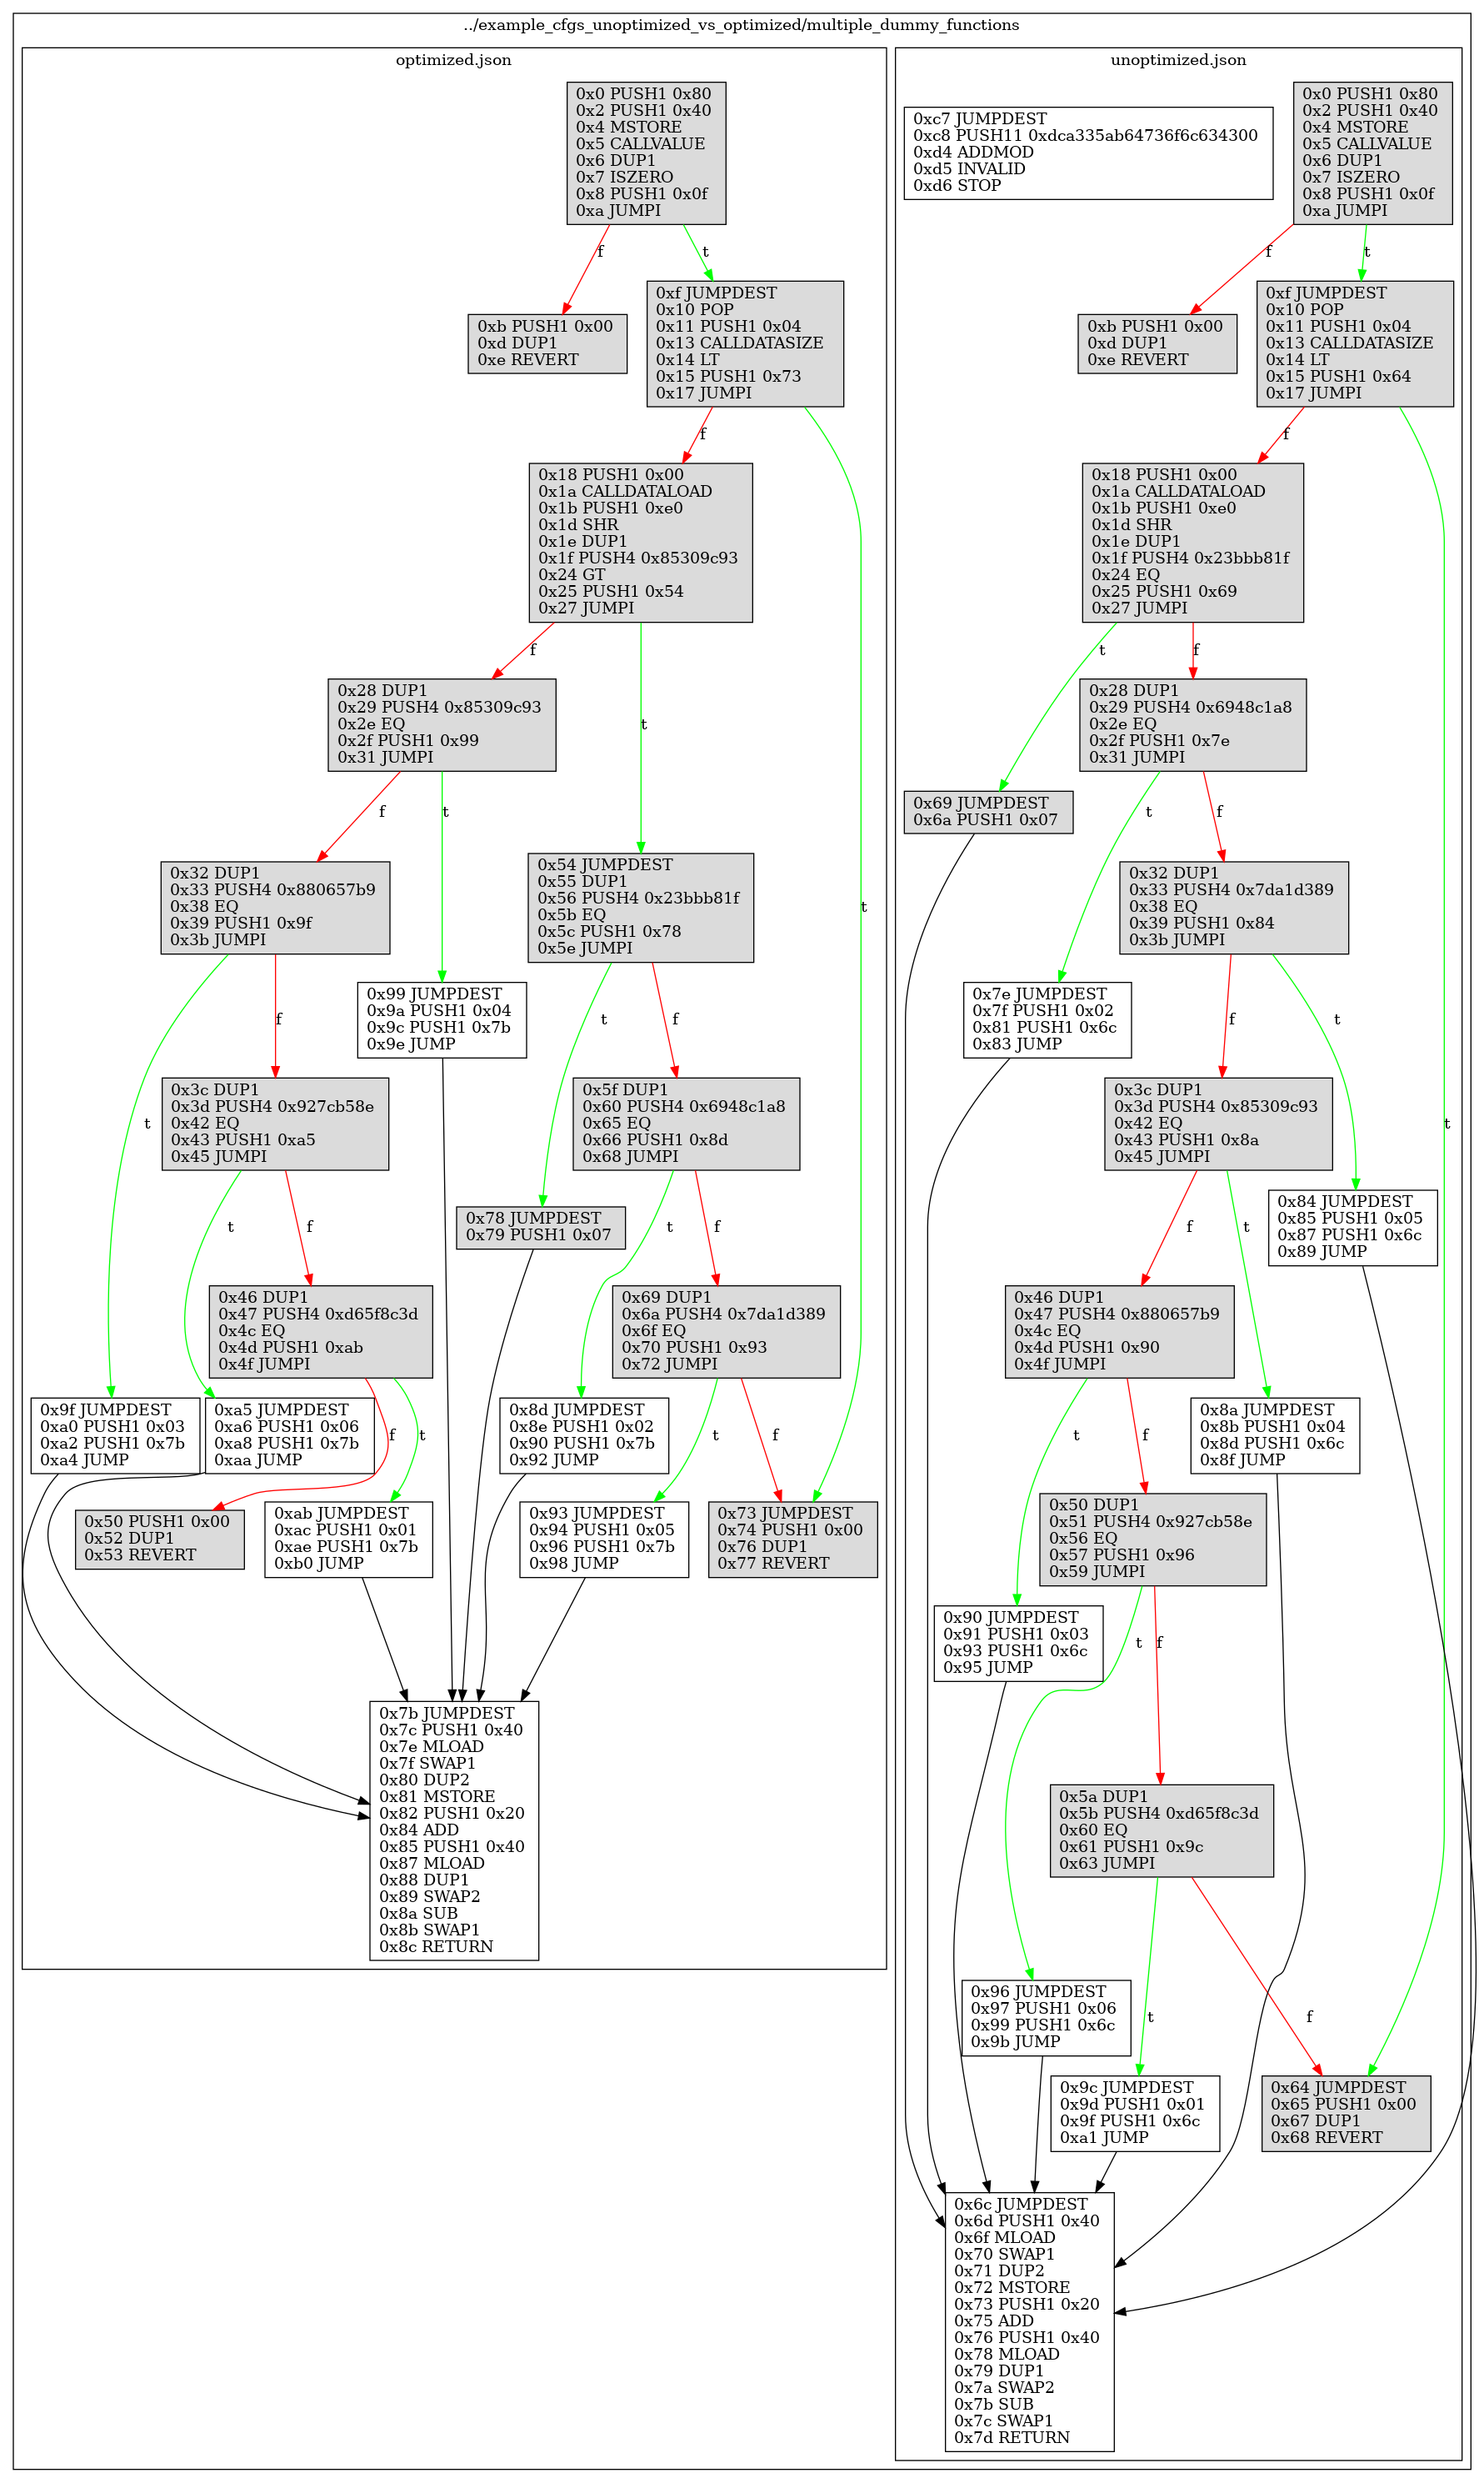 ../example_cfgs_unoptimized_vs_optimized/multiple_dummy_functions
optimized.json
0x0 PUSH1 0x80
0x2 PUSH1 0x40
0x4 MSTORE
0x5 CALLVALUE
0x6 DUP1
0x7 ISZERO
0x8 PUSH1 0x0f
0xa JUMPI
f
t
0xb PUSH1 0x00
0xd DUP1
0xe REVERT
0xf JUMPDEST
0x10 POP
0x11 PUSH1 0x04
0x13 CALLDATASIZE
0x14 LT
0x15 PUSH1 0x73
0x17 JUMPI
f
t
0x18 PUSH1 0x00
0x1a CALLDATALOAD
0x1b PUSH1 0xe0
0x1d SHR
0x1e DUP1
0x1f PUSH4 0x85309c93
0x24 GT
0x25 PUSH1 0x54
0x27 JUMPI
f
t
0x28 DUP1
0x29 PUSH4 0x85309c93
0x2e EQ
0x2f PUSH1 0x99
0x31 JUMPI
f
t
0x32 DUP1
0x33 PUSH4 0x880657b9
0x38 EQ
0x39 PUSH1 0x9f
0x3b JUMPI
t
f
0x54 JUMPDEST
0x55 DUP1
0x56 PUSH4 0x23bbb81f
0x5b EQ
0x5c PUSH1 0x78
0x5e JUMPI
t
f
0x99 JUMPDEST
0x9a PUSH1 0x04
0x9c PUSH1 0x7b
0x9e JUMP
0x3c DUP1
0x3d PUSH4 0x927cb58e
0x42 EQ
0x43 PUSH1 0xa5
0x45 JUMPI
t
f
0x5f DUP1
0x60 PUSH4 0x6948c1a8
0x65 EQ
0x66 PUSH1 0x8d
0x68 JUMPI
t
f
0x78 JUMPDEST
0x79 PUSH1 0x07
0x46 DUP1
0x47 PUSH4 0xd65f8c3d
0x4c EQ
0x4d PUSH1 0xab
0x4f JUMPI
f
t
0x69 DUP1
0x6a PUSH4 0x7da1d389
0x6f EQ
0x70 PUSH1 0x93
0x72 JUMPI
t
f
0x9f JUMPDEST
0xa0 PUSH1 0x03
0xa2 PUSH1 0x7b
0xa4 JUMP
0xa5 JUMPDEST
0xa6 PUSH1 0x06
0xa8 PUSH1 0x7b
0xaa JUMP
0x8d JUMPDEST
0x8e PUSH1 0x02
0x90 PUSH1 0x7b
0x92 JUMP
0x50 PUSH1 0x00
0x52 DUP1
0x53 REVERT
0xab JUMPDEST
0xac PUSH1 0x01
0xae PUSH1 0x7b
0xb0 JUMP
0x93 JUMPDEST
0x94 PUSH1 0x05
0x96 PUSH1 0x7b
0x98 JUMP
0x73 JUMPDEST
0x74 PUSH1 0x00
0x76 DUP1
0x77 REVERT
0x7b JUMPDEST
0x7c PUSH1 0x40
0x7e MLOAD
0x7f SWAP1
0x80 DUP2
0x81 MSTORE
0x82 PUSH1 0x20
0x84 ADD
0x85 PUSH1 0x40
0x87 MLOAD
0x88 DUP1
0x89 SWAP2
0x8a SUB
0x8b SWAP1
0x8c RETURN
unoptimized.json
0xc7 JUMPDEST
0xc8 PUSH11 0xdca335ab64736f6c634300
0xd4 ADDMOD
0xd5 INVALID
0xd6 STOP
0x0 PUSH1 0x80
0x2 PUSH1 0x40
0x4 MSTORE
0x5 CALLVALUE
0x6 DUP1
0x7 ISZERO
0x8 PUSH1 0x0f
0xa JUMPI
f
t
0xb PUSH1 0x00
0xd DUP1
0xe REVERT
0xf JUMPDEST
0x10 POP
0x11 PUSH1 0x04
0x13 CALLDATASIZE
0x14 LT
0x15 PUSH1 0x64
0x17 JUMPI
f
t
0x18 PUSH1 0x00
0x1a CALLDATALOAD
0x1b PUSH1 0xe0
0x1d SHR
0x1e DUP1
0x1f PUSH4 0x23bbb81f
0x24 EQ
0x25 PUSH1 0x69
0x27 JUMPI
t
f
0x28 DUP1
0x29 PUSH4 0x6948c1a8
0x2e EQ
0x2f PUSH1 0x7e
0x31 JUMPI
t
f
0x69 JUMPDEST
0x6a PUSH1 0x07
0x32 DUP1
0x33 PUSH4 0x7da1d389
0x38 EQ
0x39 PUSH1 0x84
0x3b JUMPI
f
t
0x7e JUMPDEST
0x7f PUSH1 0x02
0x81 PUSH1 0x6c
0x83 JUMP
0x3c DUP1
0x3d PUSH4 0x85309c93
0x42 EQ
0x43 PUSH1 0x8a
0x45 JUMPI
f
t
0x84 JUMPDEST
0x85 PUSH1 0x05
0x87 PUSH1 0x6c
0x89 JUMP
0x46 DUP1
0x47 PUSH4 0x880657b9
0x4c EQ
0x4d PUSH1 0x90
0x4f JUMPI
t
f
0x8a JUMPDEST
0x8b PUSH1 0x04
0x8d PUSH1 0x6c
0x8f JUMP
0x50 DUP1
0x51 PUSH4 0x927cb58e
0x56 EQ
0x57 PUSH1 0x96
0x59 JUMPI
t
f
0x90 JUMPDEST
0x91 PUSH1 0x03
0x93 PUSH1 0x6c
0x95 JUMP
0x5a DUP1
0x5b PUSH4 0xd65f8c3d
0x60 EQ
0x61 PUSH1 0x9c
0x63 JUMPI
t
f
0x96 JUMPDEST
0x97 PUSH1 0x06
0x99 PUSH1 0x6c
0x9b JUMP
0x9c JUMPDEST
0x9d PUSH1 0x01
0x9f PUSH1 0x6c
0xa1 JUMP
0x64 JUMPDEST
0x65 PUSH1 0x00
0x67 DUP1
0x68 REVERT
0x6c JUMPDEST
0x6d PUSH1 0x40
0x6f MLOAD
0x70 SWAP1
0x71 DUP2
0x72 MSTORE
0x73 PUSH1 0x20
0x75 ADD
0x76 PUSH1 0x40
0x78 MLOAD
0x79 DUP1
0x7a SWAP2
0x7b SUB
0x7c SWAP1
0x7d RETURN